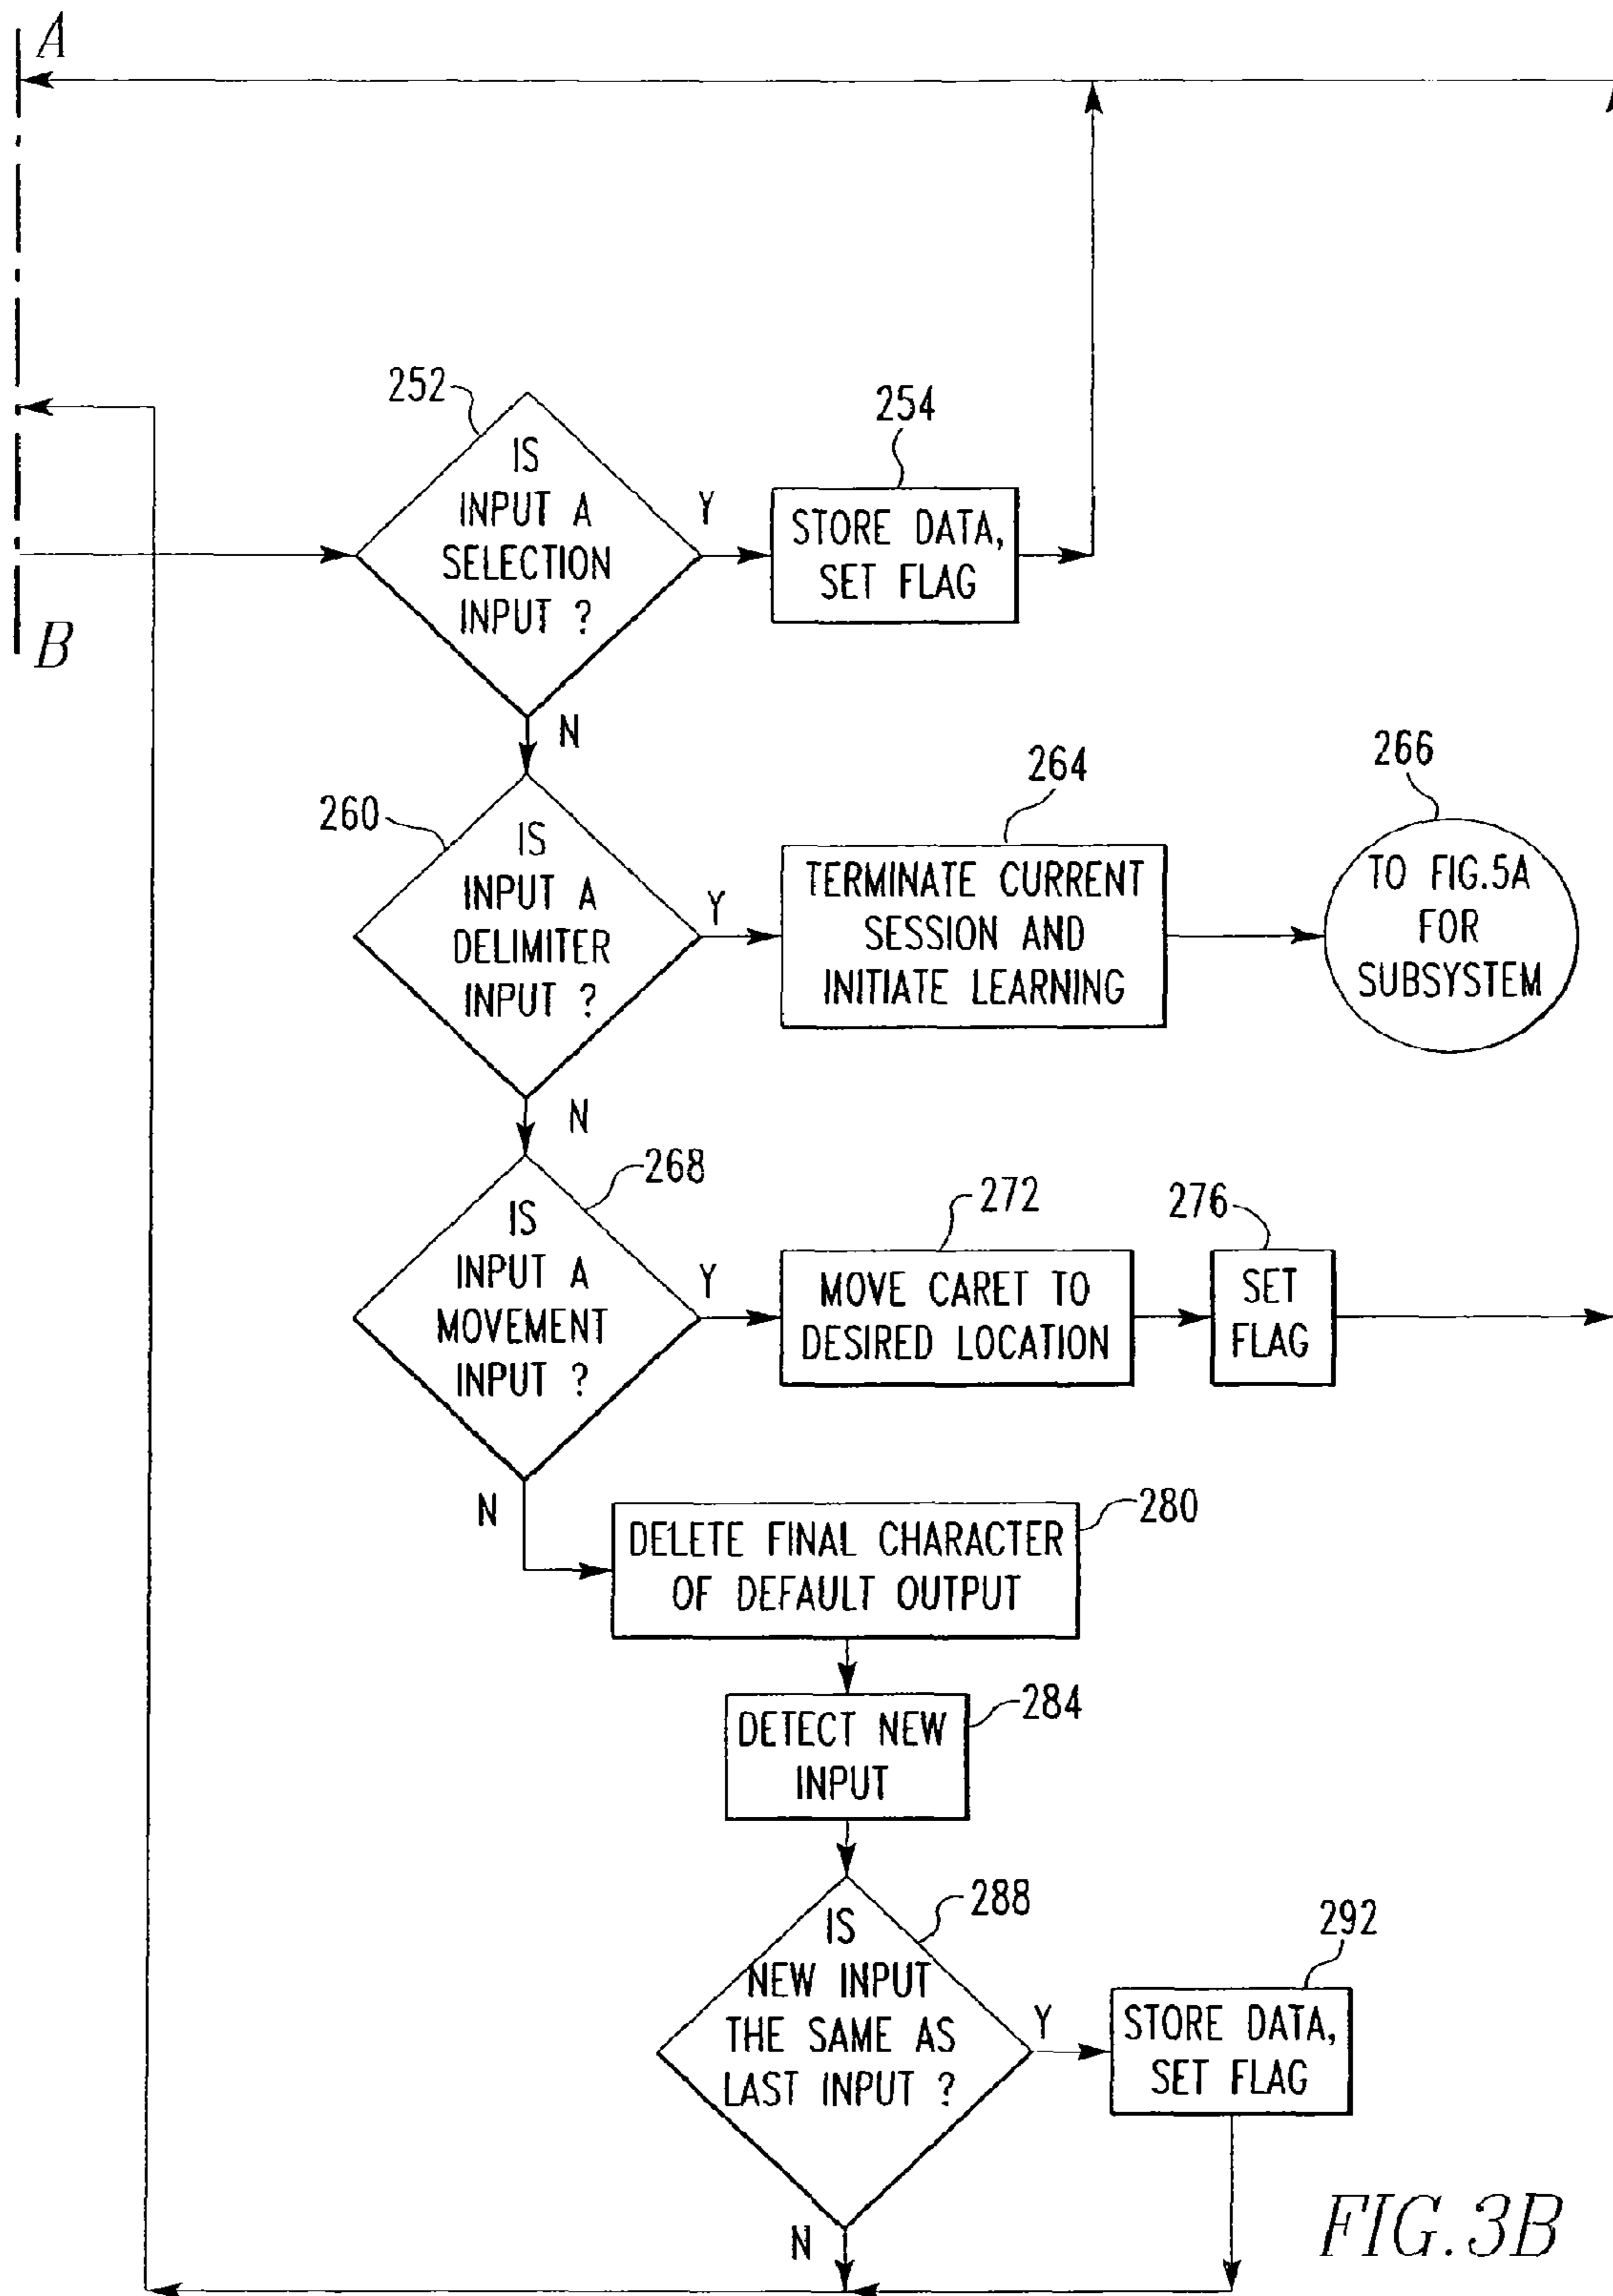 A
B
252
IS
INPUT A
SELECTION
INPUT ?
Y
N
254
STORE DATA,
SET FLAG
260
IS
INPUT A
DELIMITER
INPUT ?
Y
N
264
TERMINATE CURRENT
SESSION AND
INITIATE LEARNING
266
TO FIG.5A
FOR
SUBSYSTEM
268
IS
INPUT A
MOVEMENT
INPUT ?
Y
N
272
MOVE CARET TO
DESIRED LOCATION
276
SET
FLAG
280
DELETE FINAL CHARACTER
OF DEFAULT OUTPUT
284
DETECT NEW
INPUT
288
IS
NEW INPUT
THE SAME AS
LAST INPUT ?
Y
N
292
STORE DATA,
SET FLAG
FIG.3B